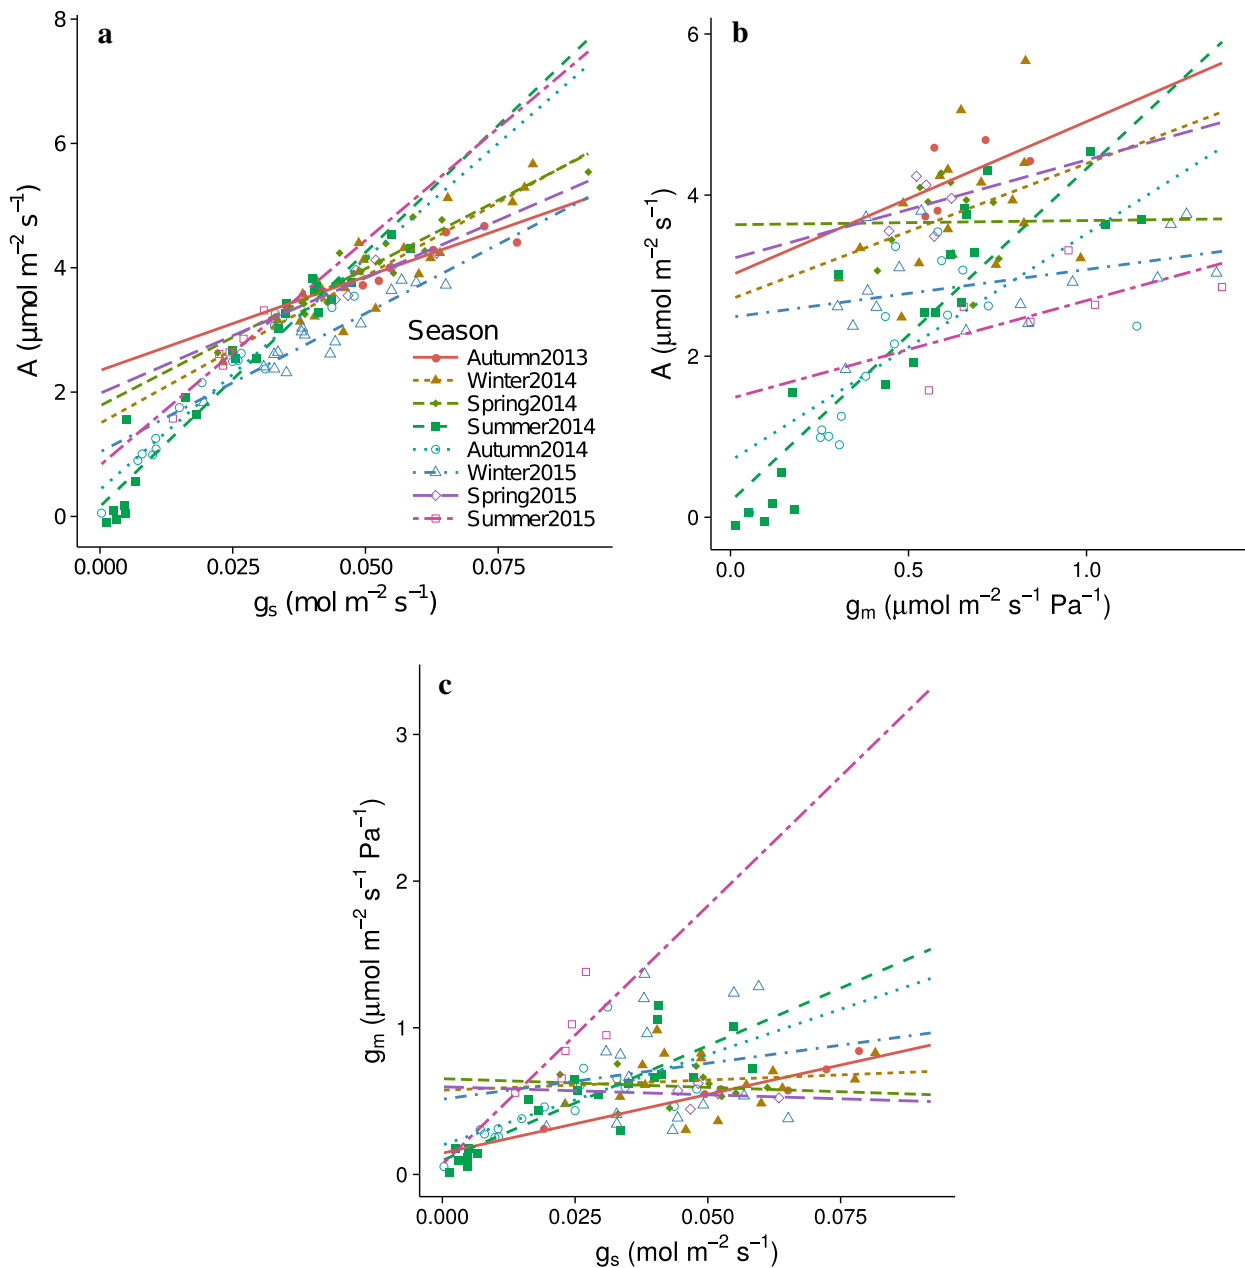 a
8
6
4
2
0
A (μmol m−2 s−1)
0.000 0.025 0.050 0.075
gs (mol m−2 s−1)
Season
Autumn2013
Winter2014
Spring2014
Summer2014
Autumn2014
Winter2015
Spring2015
Summer2015
b
6
4
2
0
A (μmol m−2 s−1)
0.0 0.5 1.0
gm (μmol m−2 s−1 Pa−1)
c
3
2
1
0
gm (μmol m−2 s−1 Pa−1)
0.000 0.025 0.050 0.075
gs (mol m−2 s−1)